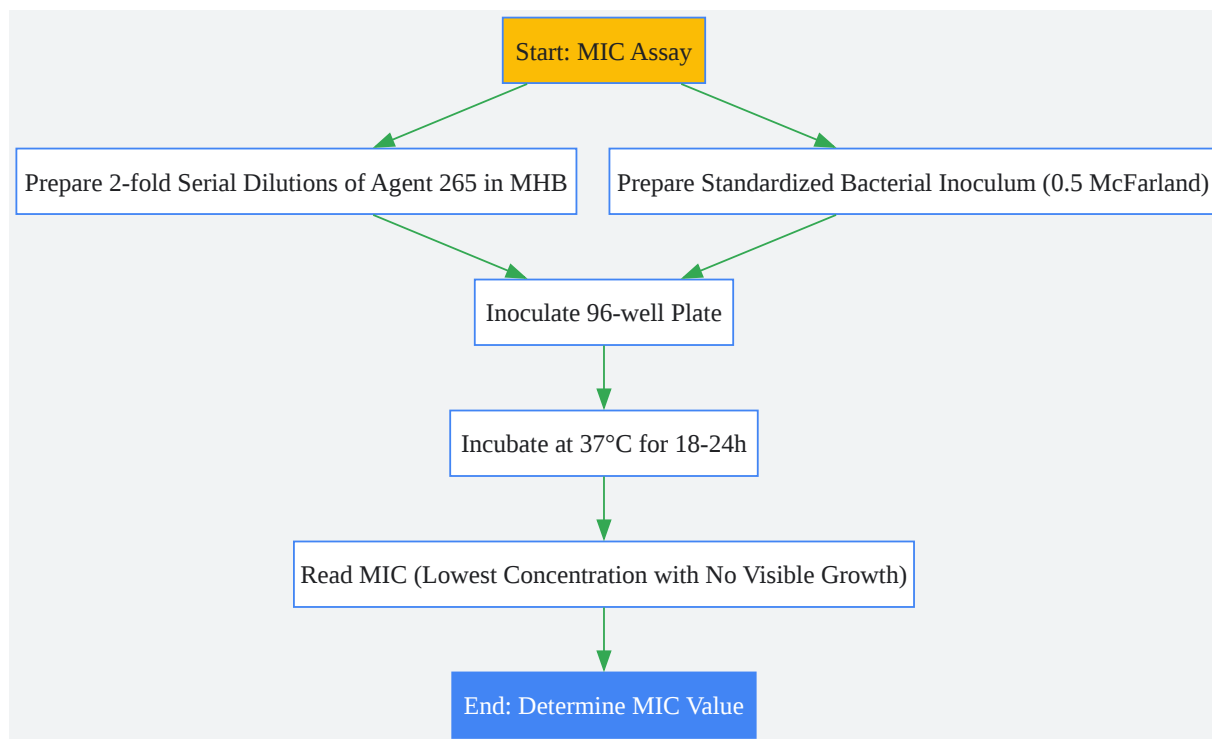 Start: MIC Assay
Prepare 2-fold Serial Dilutions of Agent 265 in MHB
Prepare Standardized Bacterial Inoculum (0.5 McFarland)
Inoculate 96-well Plate
Incubate at 37°C for 18-24h
Read MIC (Lowest Concentration with No Visible Growth)
End: Determine MIC Value